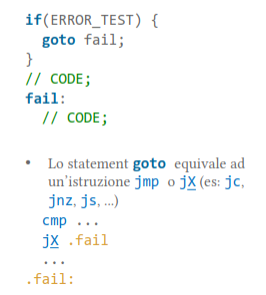 if(ERROR_TEST) {
goto fail;
}
// CODE;
fail:
// CODE;
• Lo statement goto equivale ad
un'istruzione jmp o jX (es: jc,
jnz, js, ...)
cmp ...
jX .fail
...
.fail: